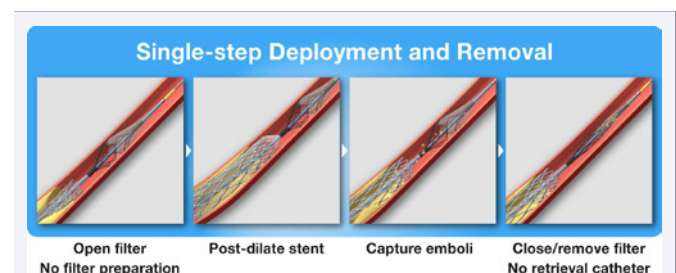 Single-step Deployment and Removal
Open filter
No filter preparation
Post-dilate stent
Capture emboli
Close/remove filter
No retrieval catheter